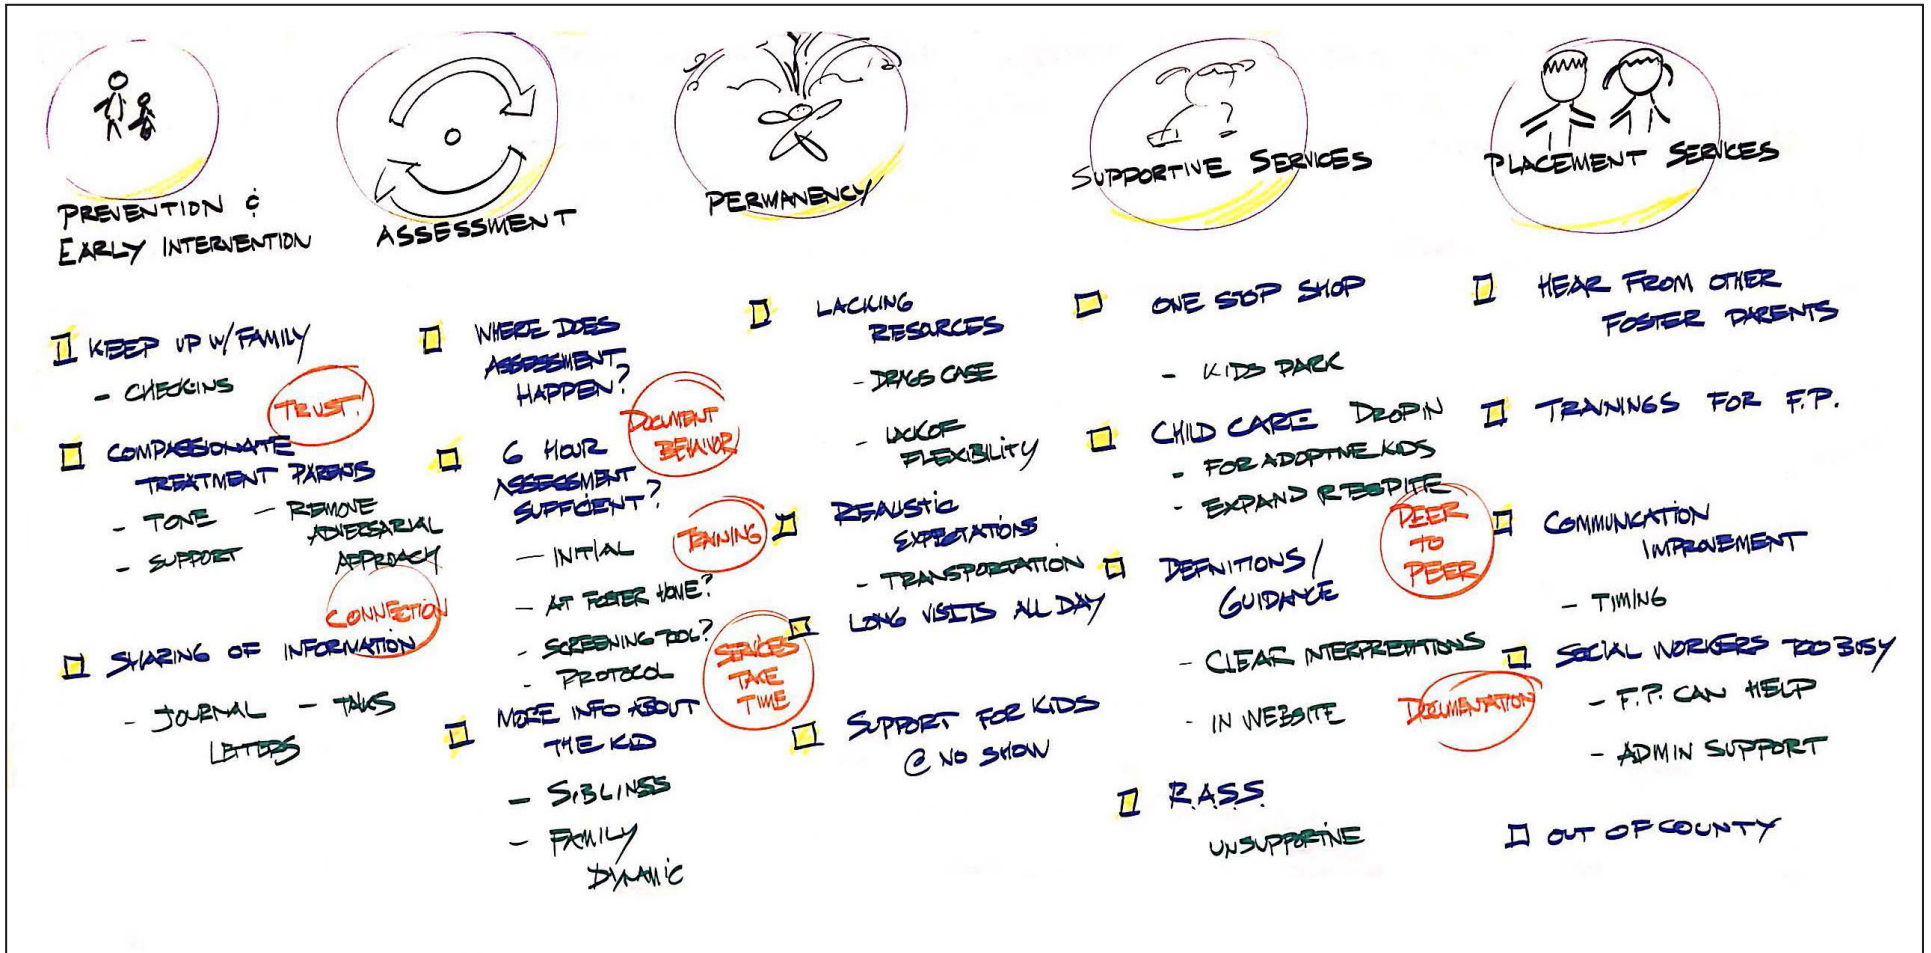 PREVENTION &
EARLY INTERVENTION
KEEP UP W/ FAMILY
- CHECKINS
TRUST!
COMPASSIONATE
TREATMENT PARENTS
- TONE
- SUPPORT
- REMOVE
ADVERSARIAL
APPROACH
CONNECTION
SHARING OF INFORMATION
- JOURNAL
LETTERS
- TALKS
ASSESSMENT
WHERE DOES
ASSESSMENT
HAPPEN?
DOCUMENT
BEHAVIOR
6 HOUR
ASSESSMENT
SUFFICIENT?
- INITIAL
TRAINING
- AT FOSTER HOME?
- SCREENING TOOL?
- PROTOCOL
SERVICES
TAKE
TIME
MORE INFO ABOUT
THE KID
- SIBLINGS
- FAMILY
DYNAMIC
PERMANENCY
LACKING
RESOURCES
- DRUGS CASE
- LACK OF
FLEXIBILITY
REALISTIC
EXPECTATIONS
- TRANSPORTATION
LONG VISITS ALL DAY
SUPPORT FOR KIDS
@ NO SHOW
SUPPORTIVE SERVICES
ONE STOP SHOP
- KIDS PARK
CHILD CARE DROP IN
- FOR ADOPTIVE KIDS
- EXPAND RESPITE
PEER
TO
PEER
DEFNITIONS/
GUIDANCE
- CLEAR INTERPRETATIONS
- IN WEBSITE
DOCUMENTATION
R.A.S.S.
UNSUPPORTIVE
PLACEMENT SERVICES
HEAR FROM OTHER
FOSTER PARENTS
TRAININGS FOR F.P.
COMMUNICATION
IMPROVEMENT
- TIMING
SOCIAL WORKERS TOO BUSY
- F.P. CAN HELP
- ADMIN SUPPORT
OUT OF COUNTY